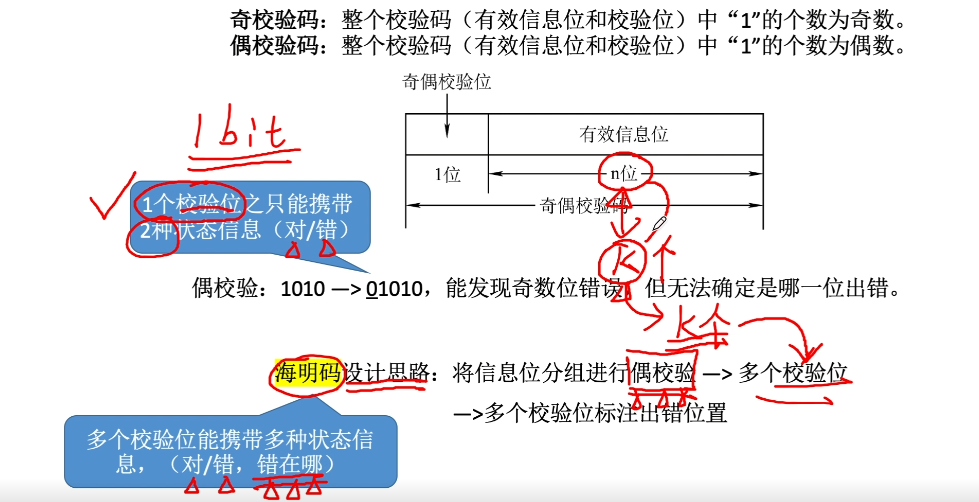 奇校验码：整个校验码（有效信息位和校验位）中“1”的个数为奇数。
偶校验码：整个校验码（有效信息位和校验位）中“1”的个数为偶数。
奇偶校验位
1 bit
有效信息位
1位
n位
奇偶校验码
1个校验位之只能携带
2种状态信息（对/错）
K个
偶校验：1010 —> 01010，能发现奇数位错误，但无法确定是哪一位出错。
K个
海明码设计思路：将信息位分组进行偶校验 —> 多个校验位
—>多个校验位标注出错位置
多个校验位能携带多种状态信
息，（对/错，错在哪）